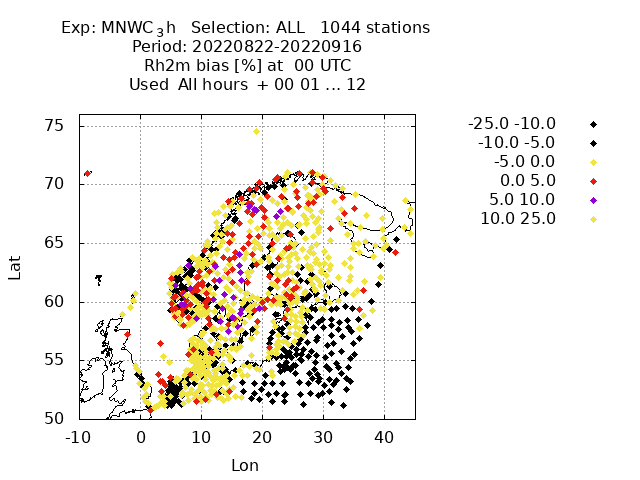 Exp: MNWC_3h Selection: ALL 1044 stations
Period: 20220822-20220916
Rh2m bias [%] at 00 UTC
Used All hours + 00 01 ... 12
-25.0 -10.0
-10.0 -5.0
-5.0 0.0
0.0 5.0
5.0 10.0
10.0 25.0
75
70
65
60
55
50
Lat
-10 0 10 20 30 40
Lon